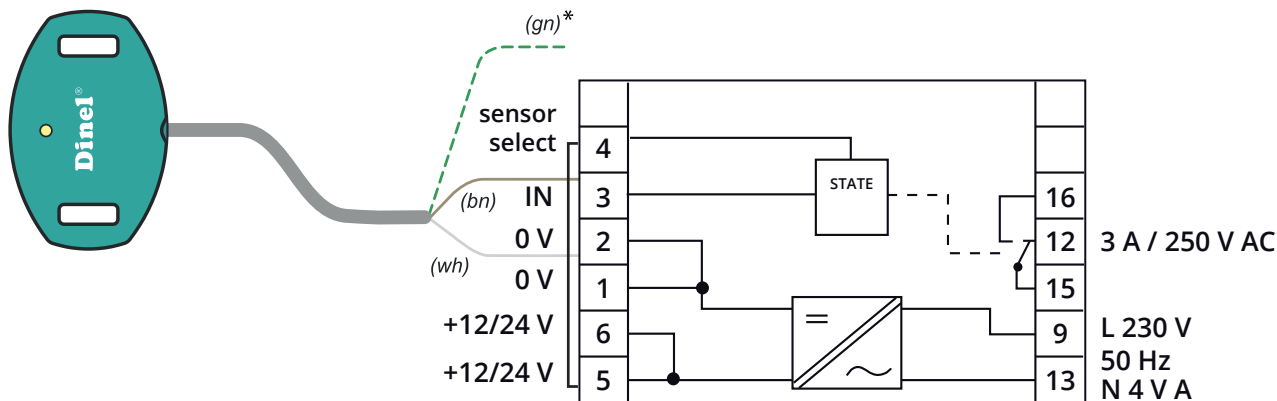 Dinel®
(gn)*
(bn)
(wh)
sensor
select
IN
0 V
0 V
+12/24 V
+12/24 V
4
3
2
1
6
5
STATE
16
12
15
9
13
3 A / 250 V AC
L 230 V
50 Hz
N 4 V A